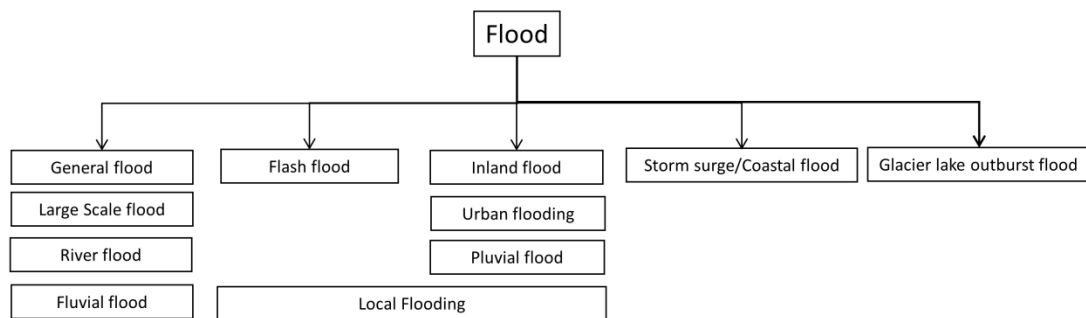 Flood
General flood
Flash flood
Inland flood
Storm surge/Coastal flood
Glacier lake outburst flood
Large Scale flood
Urban flooding
River flood
Pluvial flood
Fluvial flood
Local Flooding